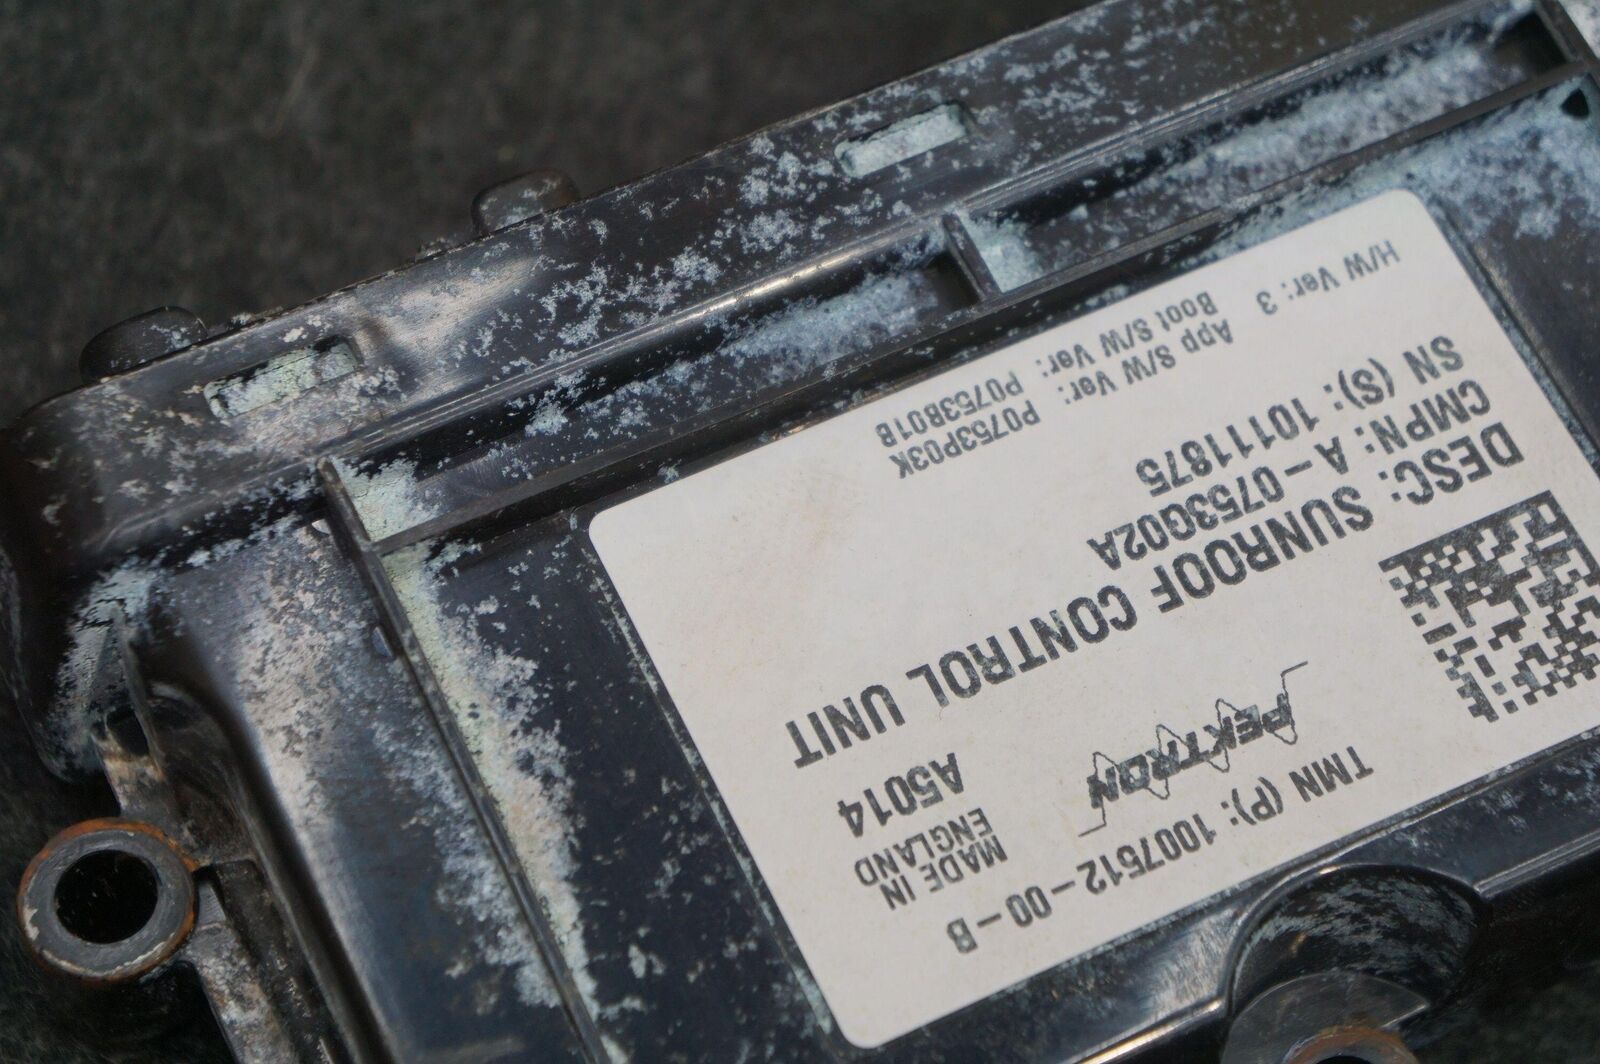 TMN (P): 1007512-00-B
PEKTRON
MADE IN
ENGLAND
A5014
DESC: SUNROOF CONTROL UNIT
CMPN: A-0753G02A
SN (S): 10111875
App S/W Ver: P0753P03K
Boot S/W Ver: P0753B01B
H/W Ver: 3